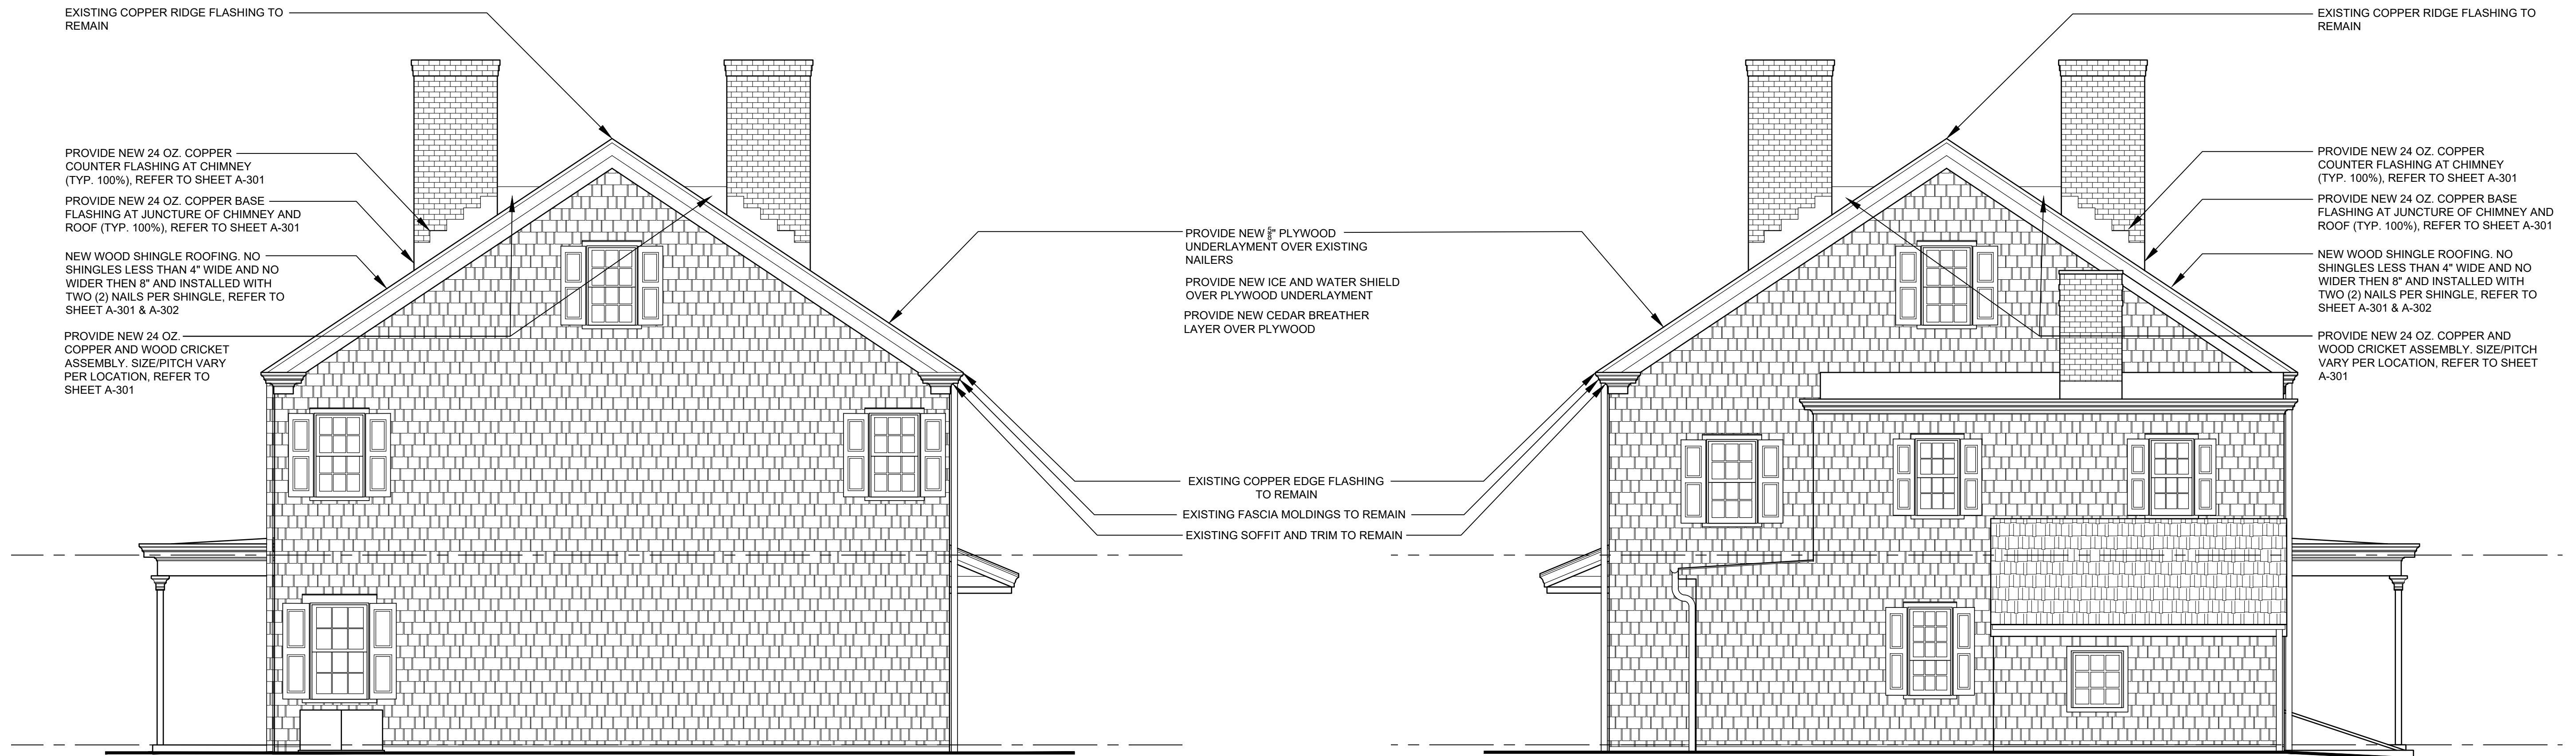 EXISTING COPPER RIDGE FLASHING TO
REMAIN
PROVIDE NEW 24 OZ. COPPER
COUNTER FLASHING AT CHIMNEY
(TYP. 100%), REFER TO SHEET A-301
PROVIDE NEW 24 OZ. COPPER BASE
FLASHING AT JUNCTURE OF CHIMNEY AND
ROOF (TYP. 100%), REFER TO SHEET A-301
NEW WOOD SHINGLE ROOFING. NO
SHINGLES LESS THAN 4" WIDE AND NO
WIDER THEN 8" AND INSTALLED WITH
TWO (2) NAILS PER SHINGLE, REFER TO
SHEET A-301 & A-302
PROVIDE NEW 24 OZ.
COPPER AND WOOD CRICKET
ASSEMBLY. SIZE/PITCH VARY
PER LOCATION, REFER TO
SHEET A-301
PROVIDE NEW " PLYWOOD
UNDERLAYMENT OVER EXISTING
NAILERS
PROVIDE NEW ICE AND WATER SHIELD
OVER PLYWOOD UNDERLAYMENT
PROVIDE NEW CEDAR BREATHER
LAYER OVER PLYWOOD
EXISTING COPPER EDGE FLASHING
TO REMAIN
EXISTING FASCIA MOLDINGS TO REMAIN
EXISTING SOFFIT AND TRIM TO REMAIN
EXISTING COPPER RIDGE FLASHING TO
REMAIN
PROVIDE NEW 24 OZ. COPPER
COUNTER FLASHING AT CHIMNEY
(TYP. 100%), REFER TO SHEET A-301
PROVIDE NEW 24 OZ. COPPER BASE
FLASHING AT JUNCTURE OF CHIMNEY AND
ROOF (TYP. 100%), REFER TO SHEET A-301
NEW WOOD SHINGLE ROOFING. NO
SHINGLES LESS THAN 4" WIDE AND NO
WIDER THEN 8" AND INSTALLED WITH
TWO (2) NAILS PER SHINGLE, REFER TO
SHEET A-301 & A-302
PROVIDE NEW 24 OZ. COPPER AND
WOOD CRICKET ASSEMBLY. SIZE/PITCH
VARY PER LOCATION, REFER TO SHEET
A-301